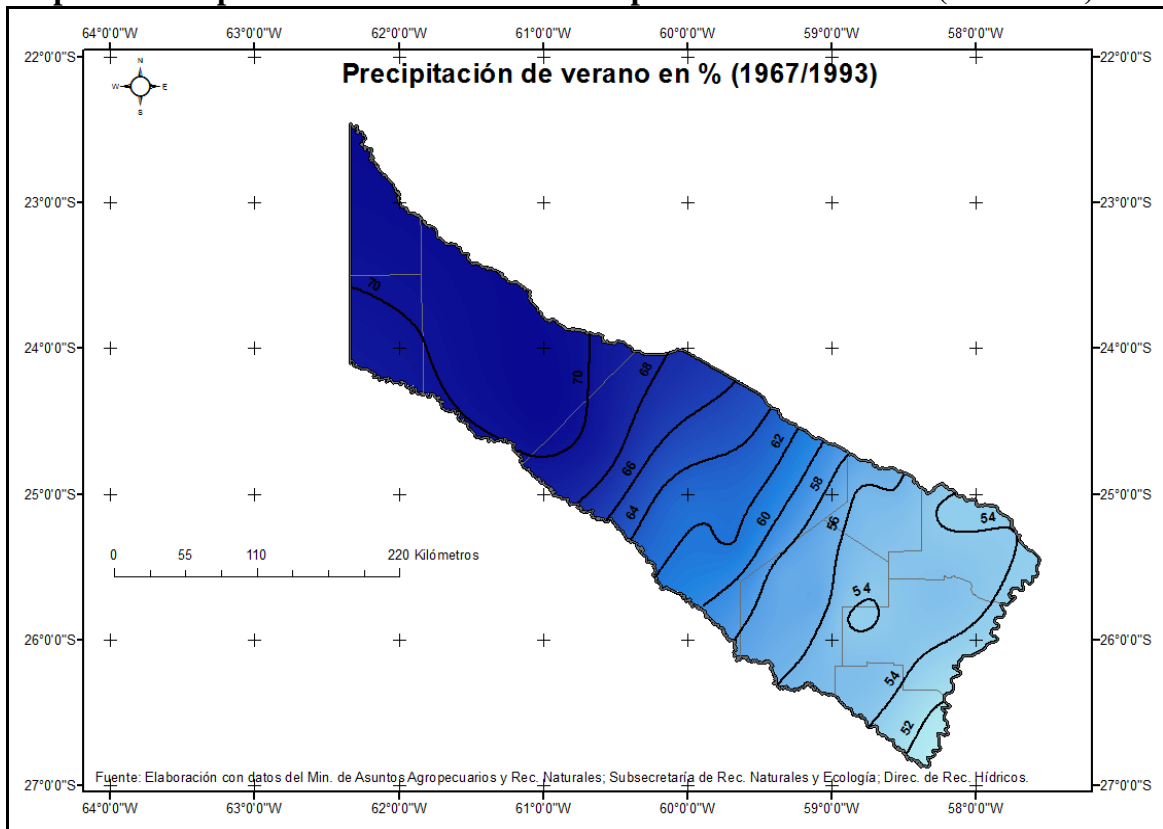 64°0'0"W 63°0'0"W 62°0'0"W 61°0'0"W 60°0'0"W 59°0'0"W 58°0'0"W
Precipitación de verano en % (1967/1993)
N
W E
S
22°0'0"S 22°0'0"S
23°0'0"S 23°0'0"S
70
24°0'0"S 24°0'0"S
70 68
62
66 58
64 60 56 54
25°0'0"S 25°0'0"S
0 55 110 220 Kilómetros
54
26°0'0"S 26°0'0"S
54
52
Fuente: Elaboración con datos del Min. de Asuntos Agropecuarios y Rec. Naturales; Subsecretaría de Rec. Naturales y Ecología; Direc. de Rec. Hídricos.
27°0'0"S 27°0'0"S
64°0'0"W 63°0'0"W 62°0'0"W 61°0'0"W 60°0'0"W 59°0'0"W 58°0'0"W